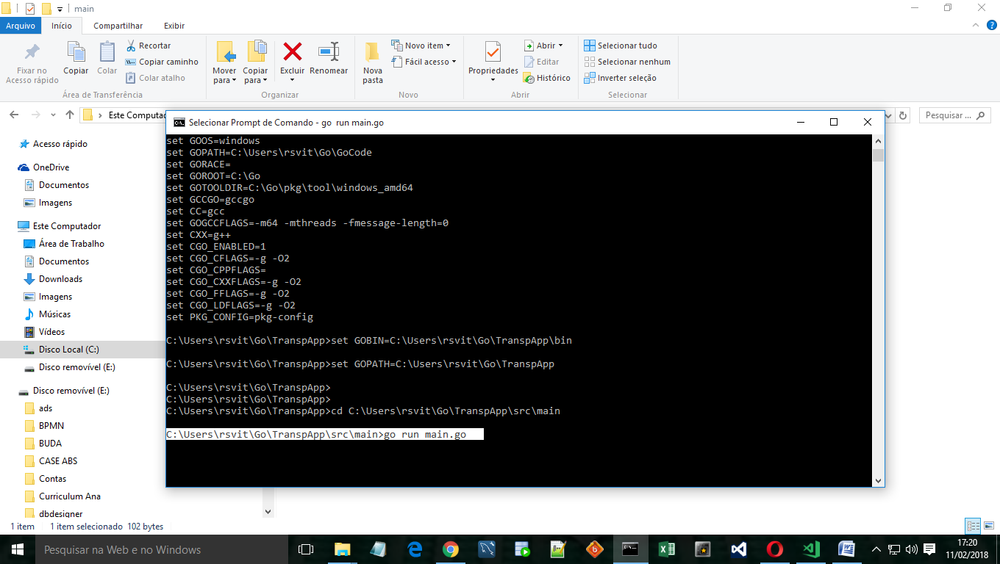 main
Arquivo Início Compartilhar Exibir
Fixar no Acesso rápido
Copiar
Colar
Recortar
Copiar caminho
Colar atalho
Área de Transferência
Mover para
Copiar para
Excluir
Renomear
Organizar
Nova pasta
Novo item
Fácil acesso
Novo
Propriedades
Abrir
Editar
Histórico
Abrir
Selecionar tudo
Selecionar nenhum
Inverter seleção
Selecionar
Este Computad
Pesquisar ...
Acesso rápido
OneDrive
Documentos
Imagens
Este Computador
Área de Trabalho
Documentos
Downloads
Imagens
Músicas
Vídeos
Disco Local (C:)
Disco removível (E:)
Disco removível (E:)
ads
BPMN
BUDA
CASE ABS
Contas
Curriculum Ana
dbdesigner
1 item 1 item selecionado 102 bytes
Selecionar Prompt de Comando - go run main.go
set GOOS=windows
set GOPATH=C:\Users\rsvit\Go\GoCode
set GORACE=
set GOROOT=C:\Go
set GOTOOLDIR=C:\Go\pkg\tool\windows_amd64
set GCCGO=gccgo
set CC=gcc
set GOGCCFLAGS=-m64 -mthreads -fmessage-length=0
set CXX=g++
set CGO_ENABLED=1
set CGO_CFLAGS=-g -O2
set CGO_CPPFLAGS=
set CGO_CXXFLAGS=-g -O2
set CGO_FFLAGS=-g -O2
set CGO_LDFLAGS=-g -O2
set PKG_CONFIG=pkg-config
C:\Users\rsvit\Go\TranspApp>set GOBIN=C:\Users\rsvit\Go\TranspApp\bin
C:\Users\rsvit\Go\TranspApp>set GOPATH=C:\Users\rsvit\Go\TranspApp
C:\Users\rsvit\Go\TranspApp>
C:\Users\rsvit\Go\TranspApp>
C:\Users\rsvit\Go\TranspApp>cd C:\Users\rsvit\Go\TranspApp\src\main
C:\Users\rsvit\Go\TranspApp\src\main>go run main.go
Pesquisar na Web e no Windows
17:20
11/02/2018